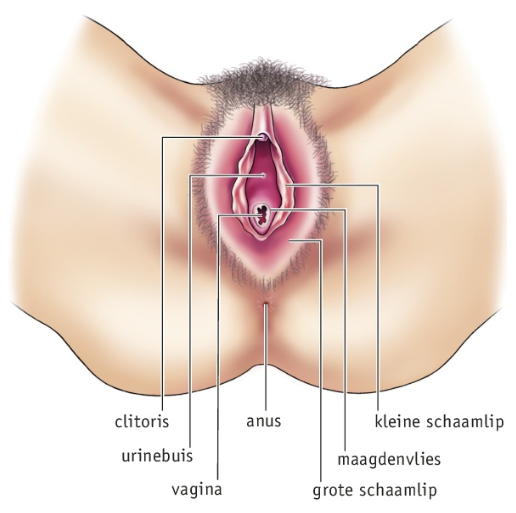 clitoris
anus
kleine schaamlip
urinebuis
maagdenvlies
vagina
grote schaamlip